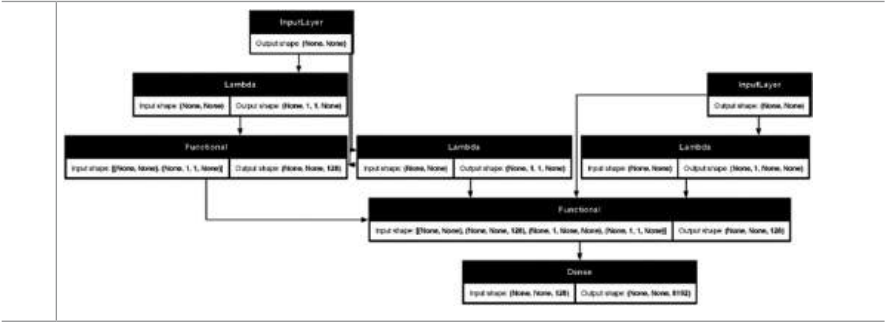 InputLayer
Output shape: (None, None)
Lambda
Input shape: (None, None) Output shape: (None, 1, 1, None)
InputLayer
Output shape: (None, None)
Functional
Input shape: [(None, None), (None, 1, 1, None)] Output shape: (None, None, 128)
Lambda
Input shape: (None, None) Output shape: (None, 1, 1, None)
Lambda
Input shape: (None, None) Output shape: (None, 1, None, None)
Functional
Input shape: [(None, None), (None, None, 128), (None, 1, None, None), (None, 1, 1, None)] Output shape: (None, None, 128)
Dense
Input shape: (None, None, 128) Output shape: (None, None, 8192)